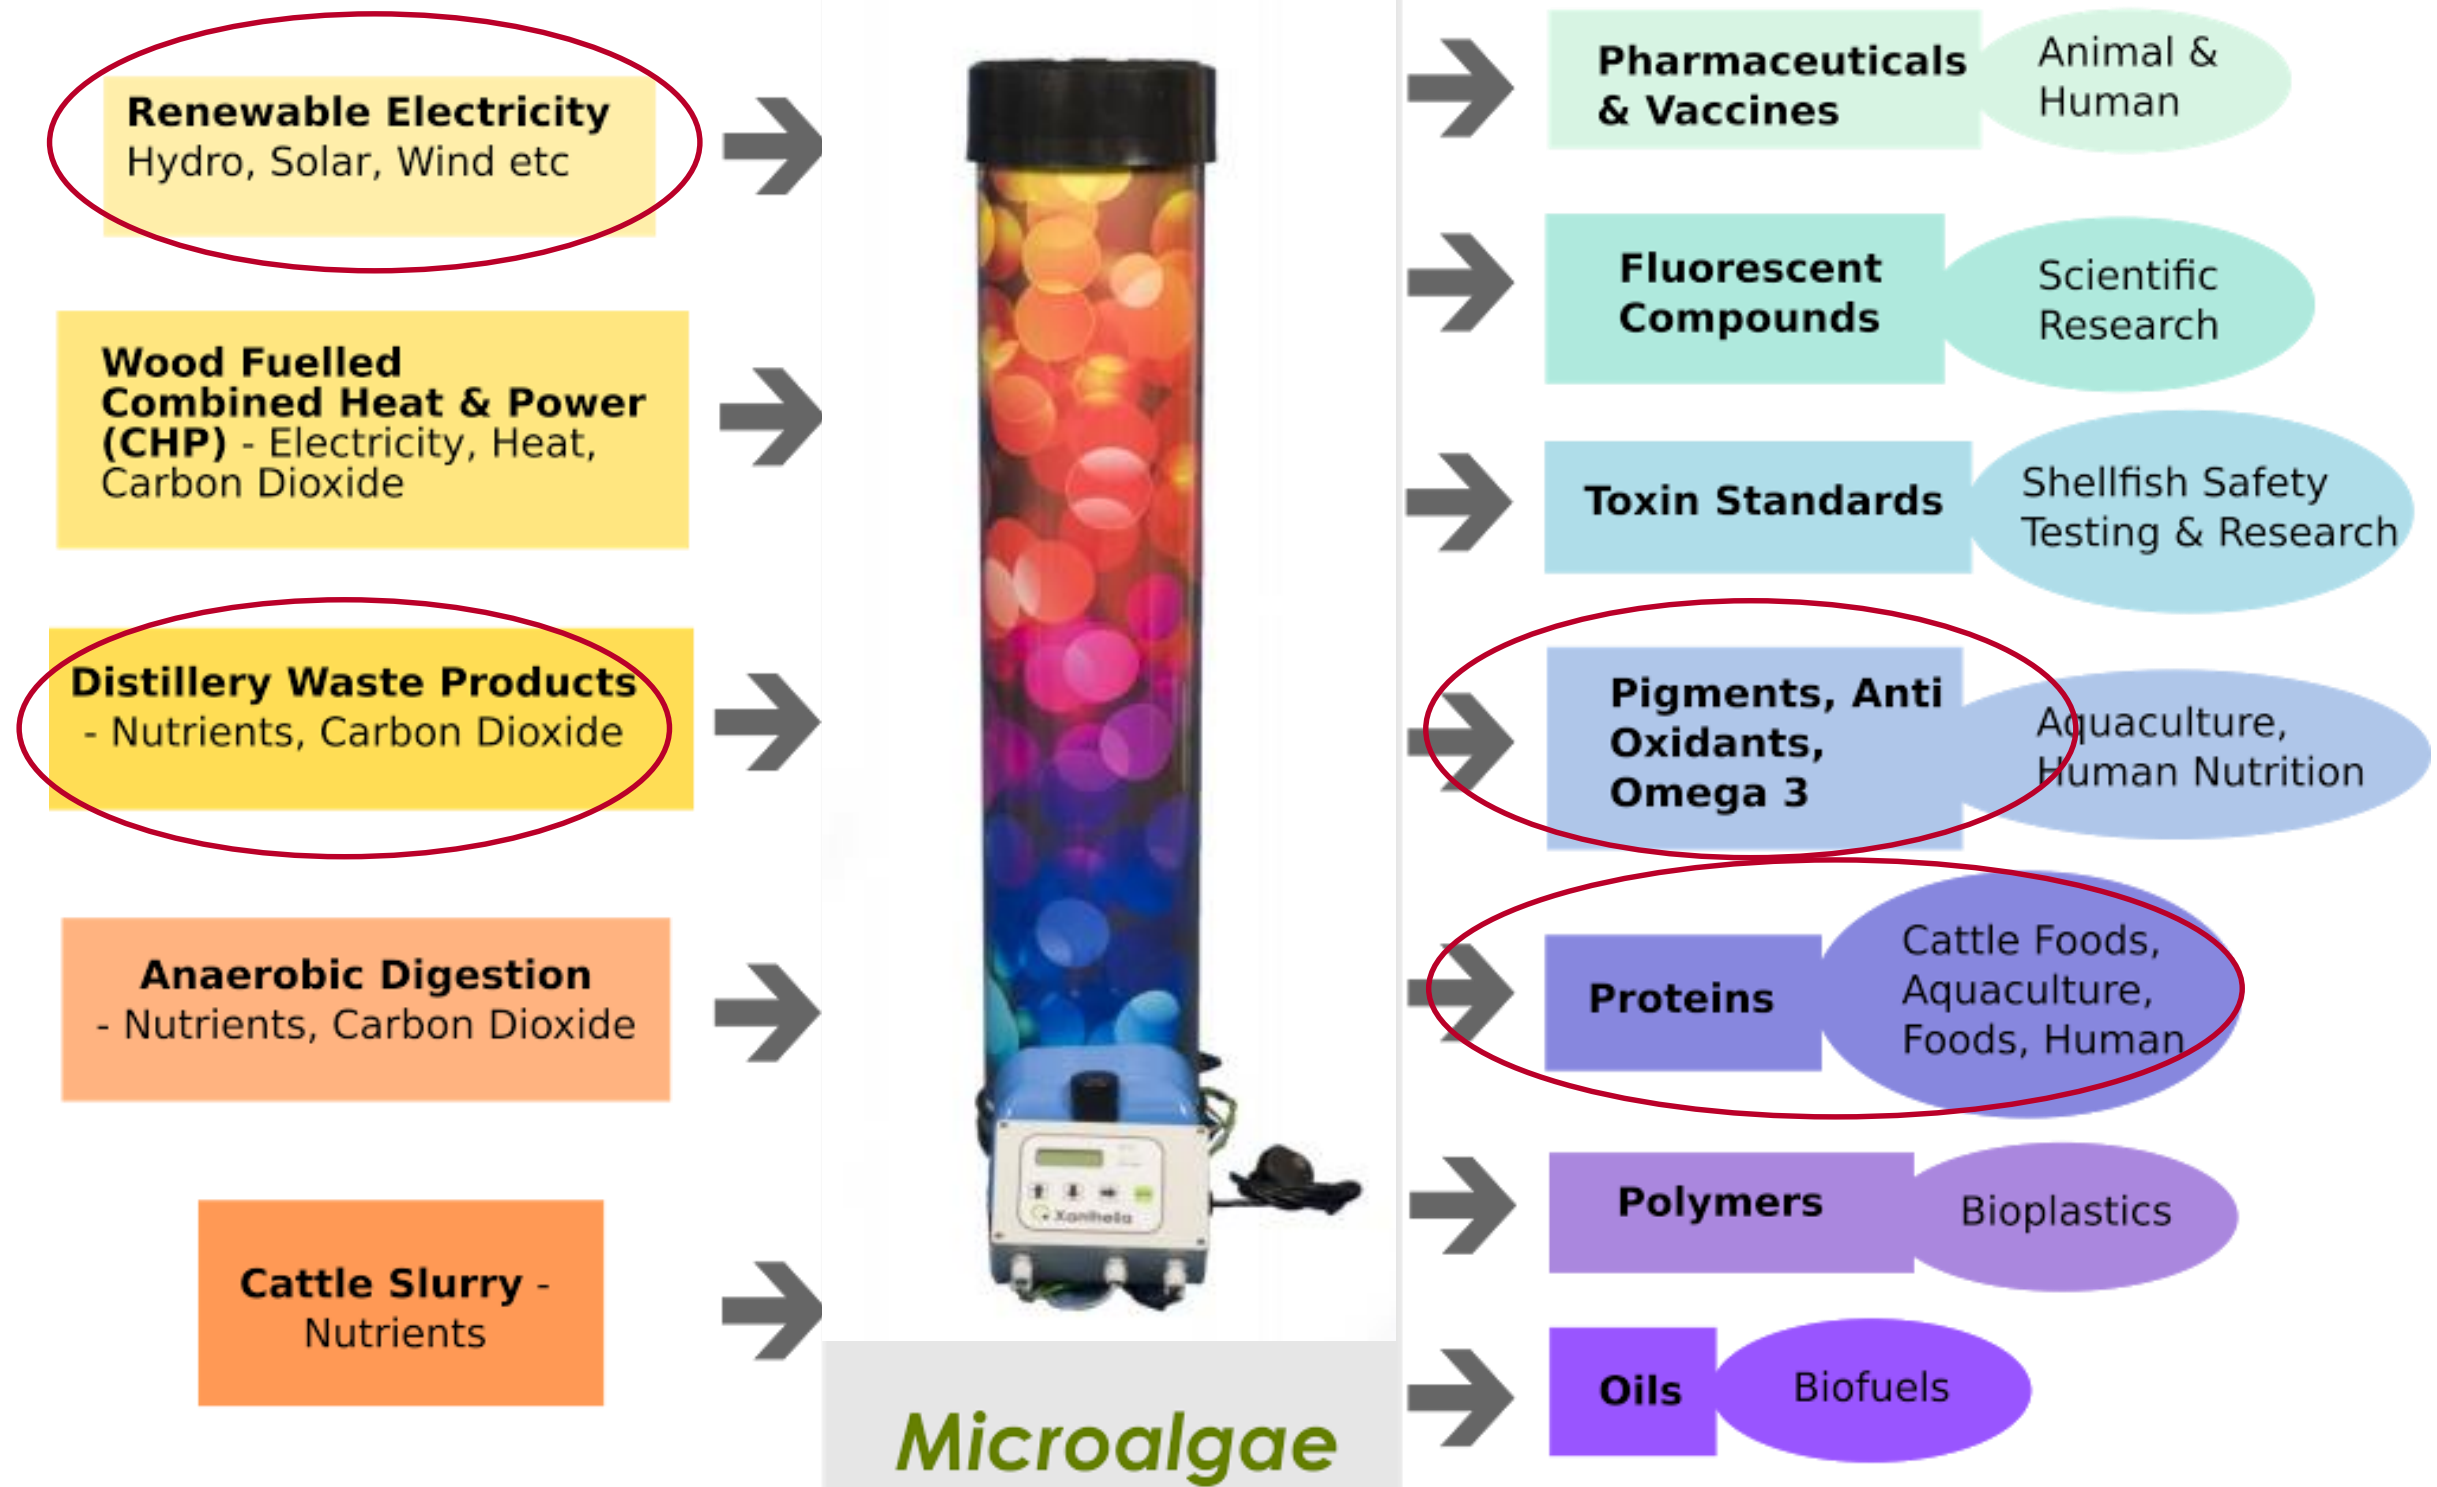 Renewable Electricity
Hydro, Solar, Wind etc
Wood Fuelled
Combined Heat & Power
(CHP) - Electricity, Heat,
Carbon Dioxide
Distillery Waste Products
- Nutrients, Carbon Dioxide
Anaerobic Digestion
- Nutrients, Carbon Dioxide
Cattle Slurry -
Nutrients
Xanthella
Microalgae
Pharmaceuticals
& Vaccines
Animal &
Human
Fluorescent
Compounds
Scientific
Research
Toxin Standards
Shellfish Safety
Testing & Research
Pigments, Anti
Oxidants,
Omega 3
Aquaculture,
Human Nutrition
Proteins
Cattle Foods,
Aquaculture,
Foods, Human
Polymers
Bioplastics
Oils
Biofuels